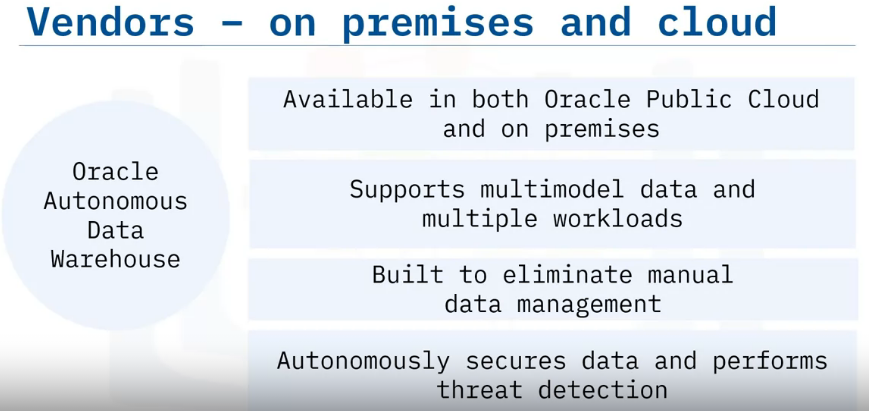 Vendors – on premises and cloud
Oracle
Autonomous
Data
Warehouse
Available in both Oracle Public Cloud
and on premises
Supports multimodel data and
multiple workloads
Built to eliminate manual
data management
Autonomously secures data and performs
threat detection